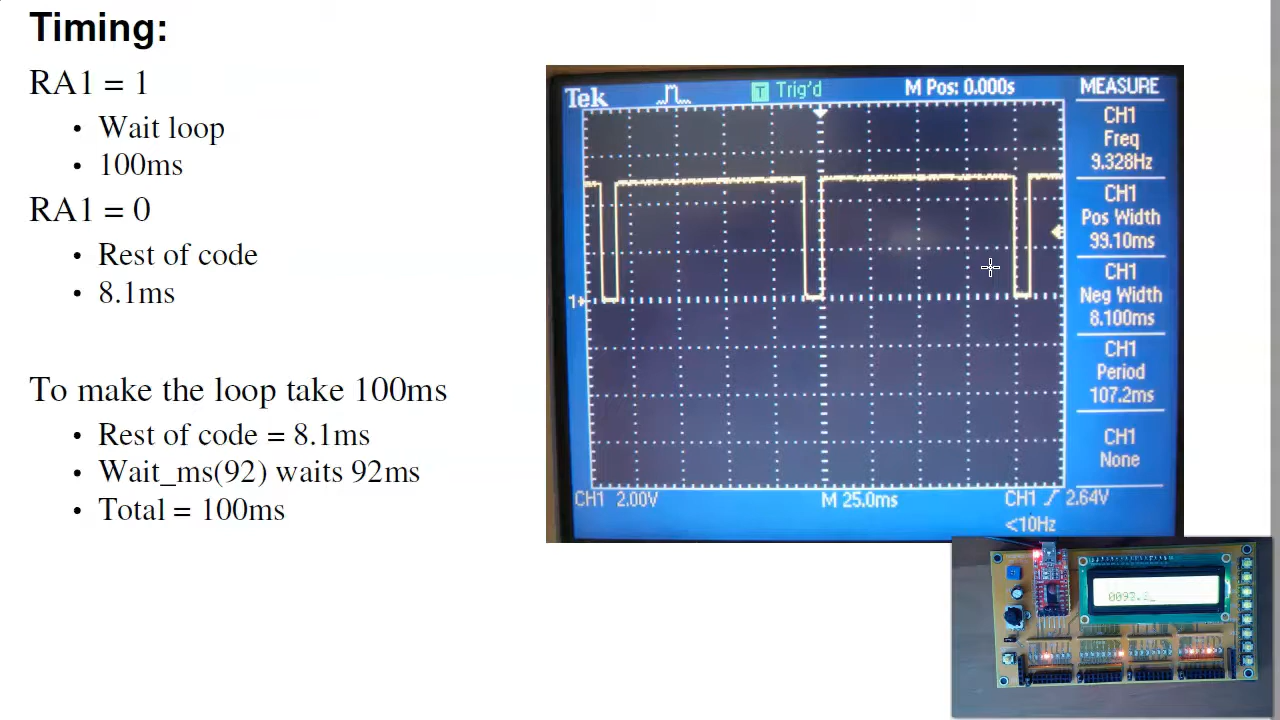 Timing:
RA1 = 1
• Wait loop
• 100ms
RA1 = 0
• Rest of code
• 8.1ms
To make the loop take 100ms
• Rest of code = 8.1ms
• Wait_ms(92) waits 92ms
• Total = 100ms
Tek
T Trig'd
M Pos: 0.000s
MEASURE
CH1
Freq
9.328Hz
CH1
Pos Width
99.10ms
CH1
Neg Width
8.100ms
CH1
Period
107.2ms
CH1
None
1
CH1 2.00V
M 25.0ms
CH1 2.64V
<10Hz